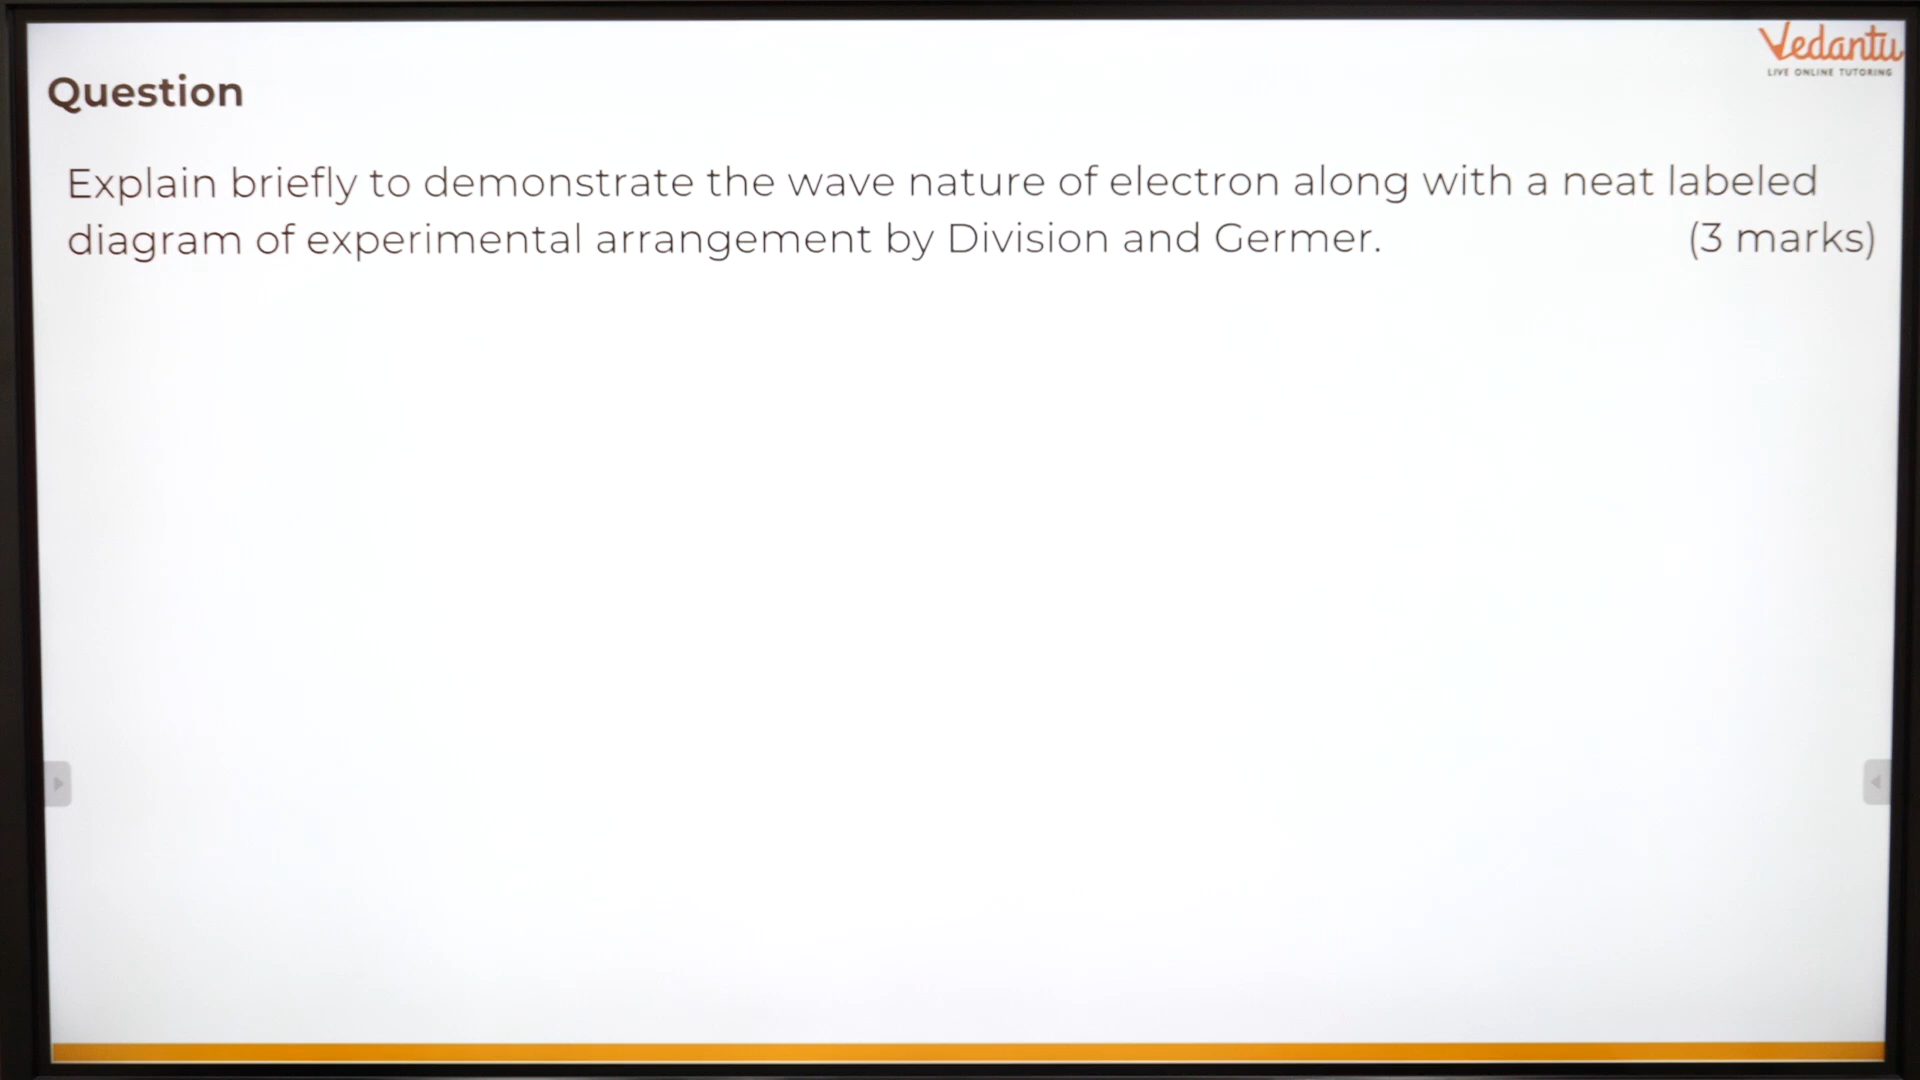 Vedantu
LIVE ONLINE TUTORING
Question
Explain briefly to demonstrate the wave nature of electron along with a neat labeled
diagram of experimental arrangement by Division and Germer. (3 marks)